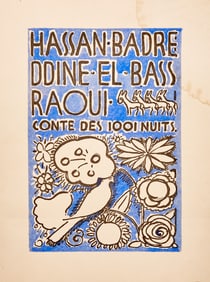 HASSAN·BADRE
DDINE·EL·BASS
RAOUI·
CONTE DES 1001 NUITS.